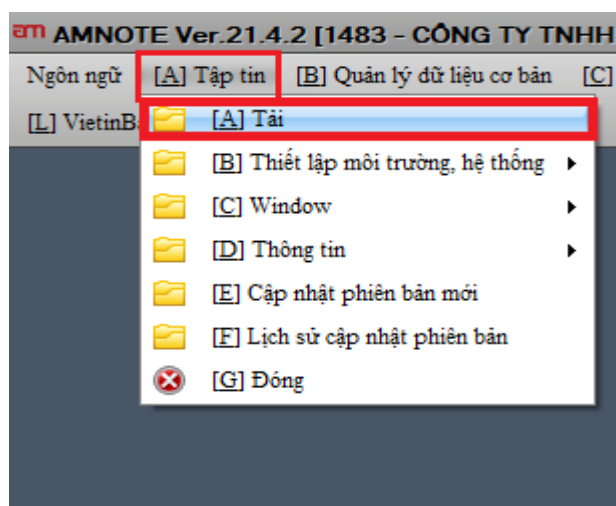 am AMNOTE Ver.21.4.2 [1483 - CÔNG TY TNHH
Ngôn ngữ [A] Tập tin [B] Quản lý dữ liệu cơ bản [C]
[L] VietinB
[A] Tải
[B] Thiết lập môi trường, hệ thống
[C] Window
[D] Thông tin
[E] Cập nhật phiên bản mới
[F] Lịch sử cập nhật phiên bản
[G] Đóng